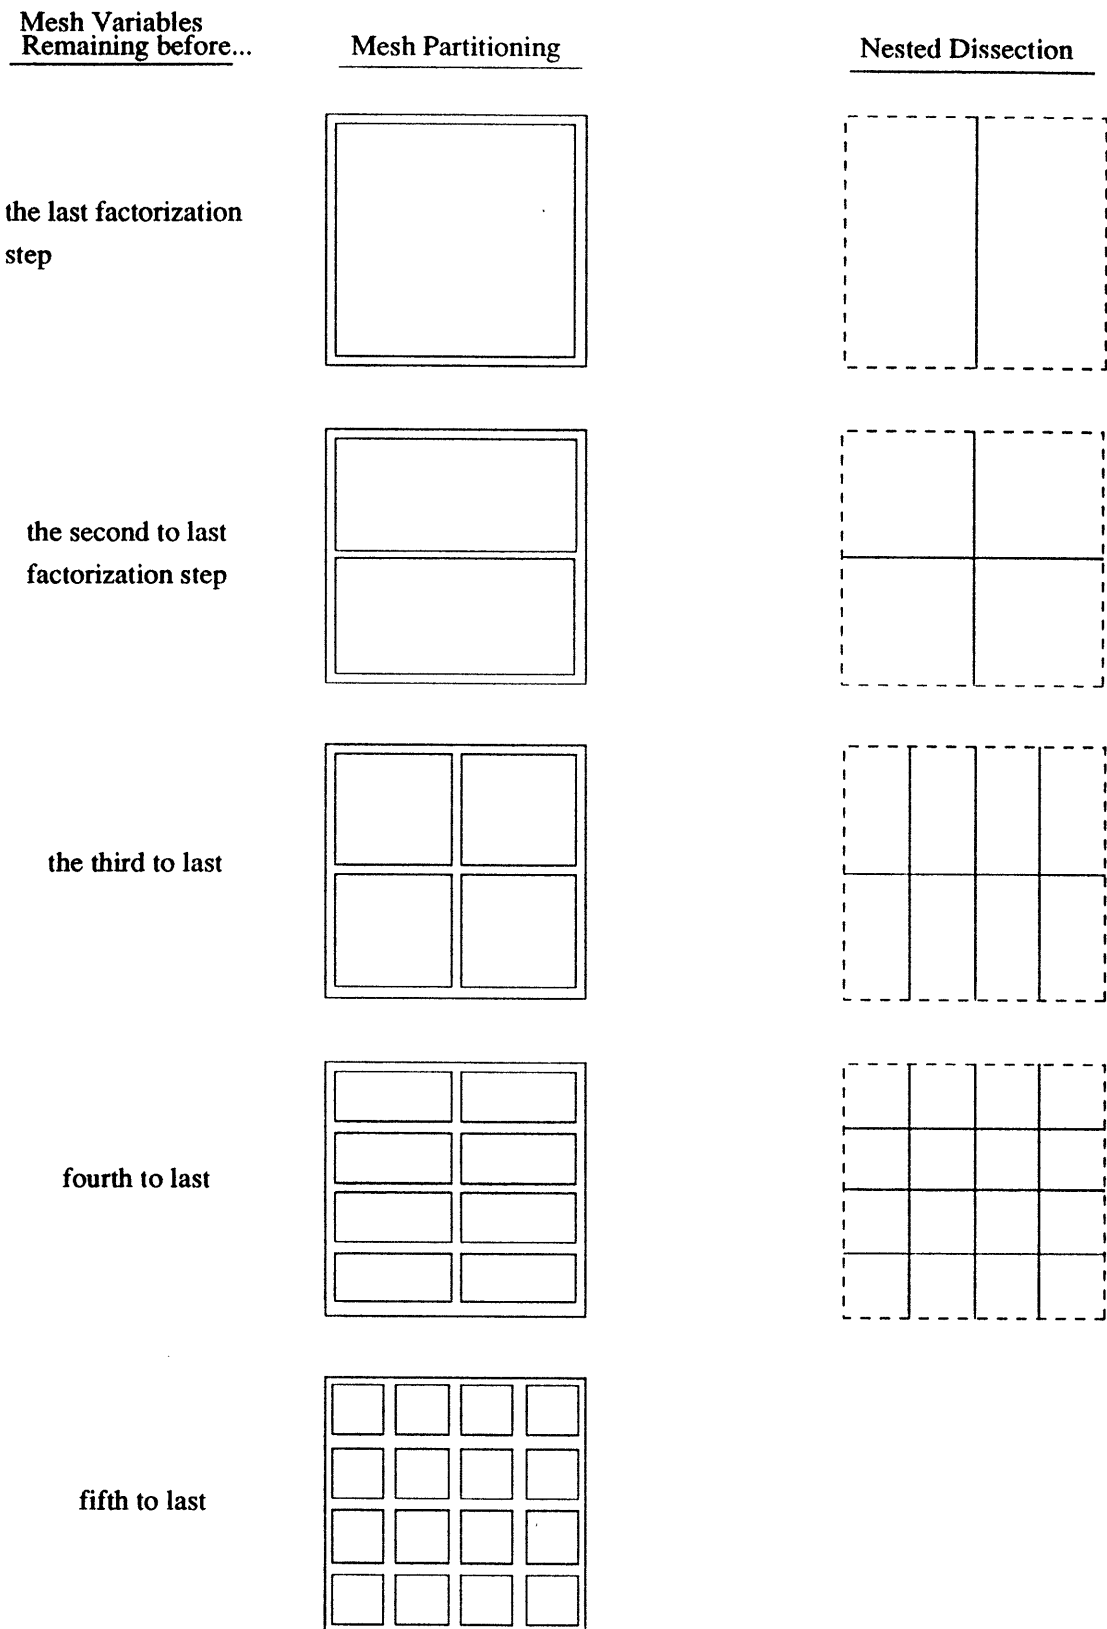 Mesh Variables
Remaining before...
Mesh Partitioning
Nested Dissection
the last factorization
step
the second to last
factorization step
the third to last
fourth to last
fifth to last